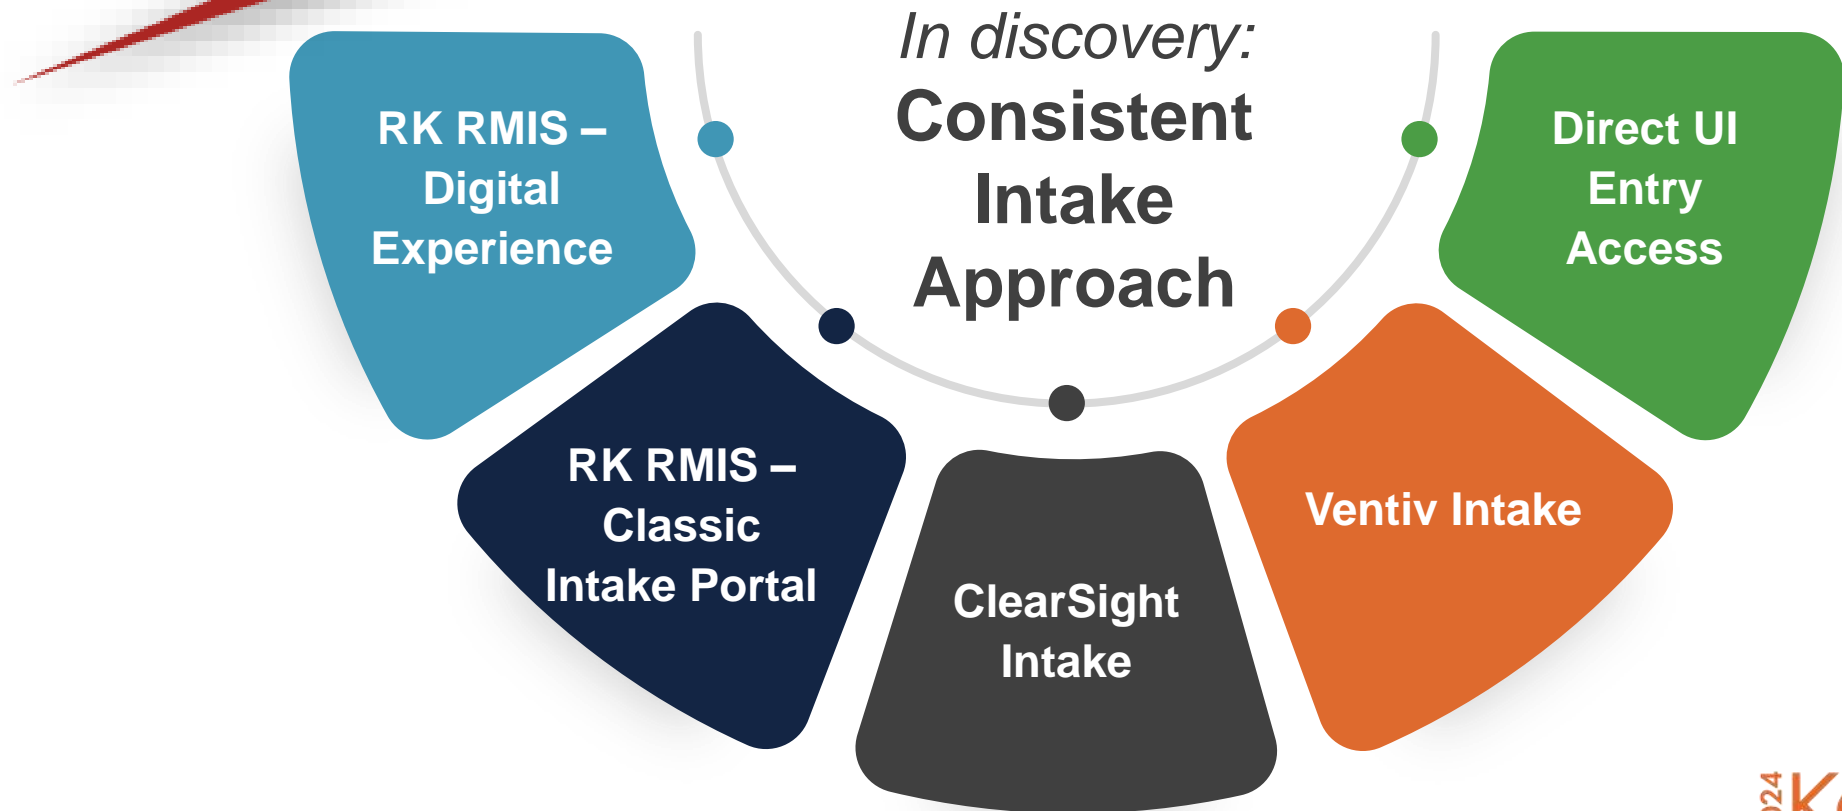 In discovery:
Consistent
Intake
Approach
RK RMIS –
Digital
Experience
RK RMIS –
Classic
Intake Portal
ClearSight
Intake
Ventiv Intake
Direct UI
Entry
Access